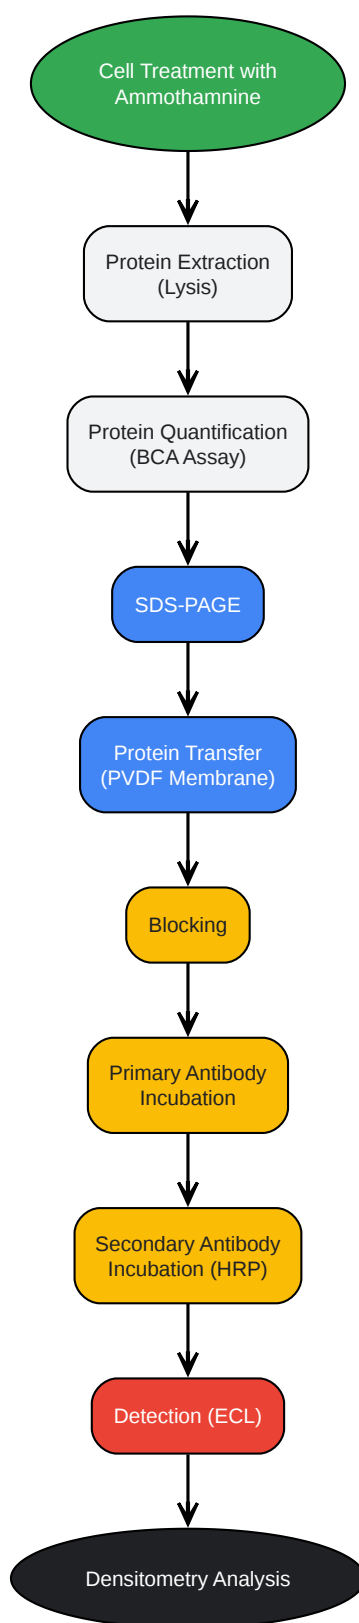 Cell Treatment with
Ammothamnine
Protein Extraction
(Lysis)
Protein Quantification
(BCA Assay)
SDS-PAGE
Protein Transfer
(PVDF Membrane)
Blocking
Primary Antibody
Incubation
Secondary Antibody
Incubation (HRP)
Detection (ECL)
Densitometry Analysis